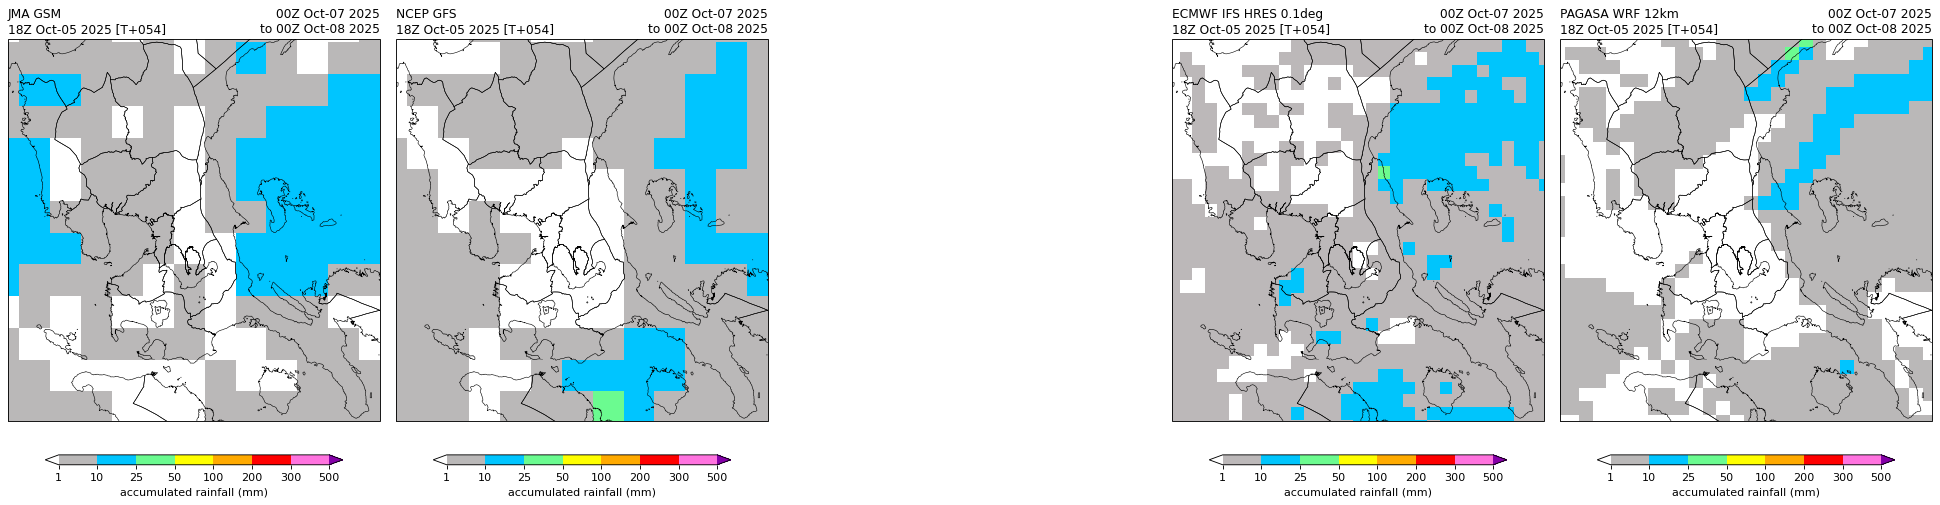 JMA GSM 00Z Oct-07 2025
18Z Oct-05 2025 [T+054] to 00Z Oct-08 2025
1 10 25 50 100 200 300 500
accumulated rainfall (mm)
NCEP GFS 00Z Oct-07 2025
18Z Oct-05 2025 [T+054] to 00Z Oct-08 2025
1 10 25 50 100 200 300 500
accumulated rainfall (mm)
ECMWF IFS HRES 0.1deg 00Z Oct-07 2025
18Z Oct-05 2025 [T+054] to 00Z Oct-08 2025
1 10 25 50 100 200 300 500
accumulated rainfall (mm)
PAGASA WRF 12km 00Z Oct-07 2025
18Z Oct-05 2025 [T+054] to 00Z Oct-08 2025
1 10 25 50 100 200 300 500
accumulated rainfall (mm)